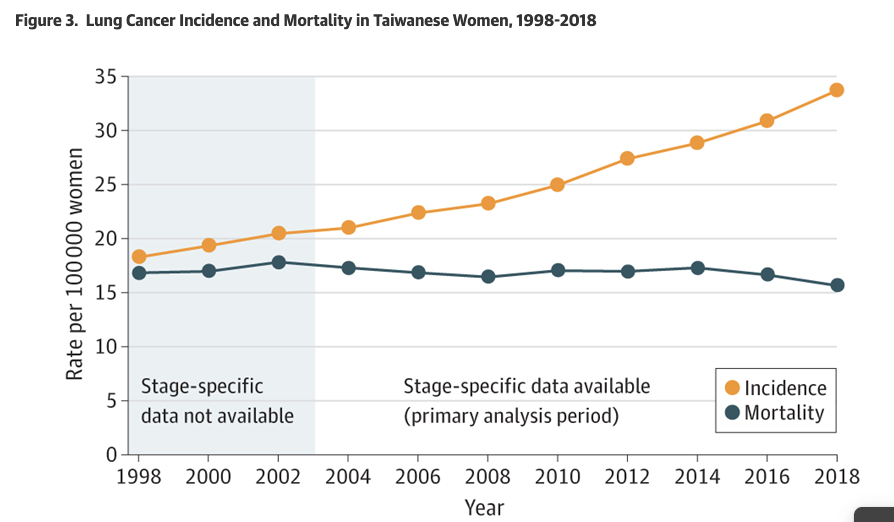 Figure 3. Lung Cancer Incidence and Mortality in Taiwanese Women, 1998-2018
35
30
25
20
15
10
5
0
Rate per 100 000 women
Stage-specific
data not available
Stage-specific data available
(primary analysis period)
Incidence
Mortality
1998 2000 2002 2004 2006 2008 2010 2012 2014 2016 2018
Year